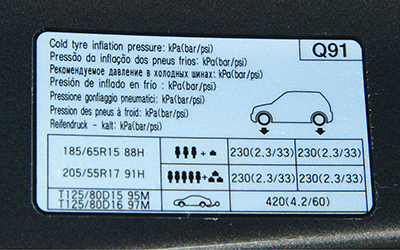 Cold tyre inflation pressure: kPa(bar/psi)
Q91
Pressão da inflação dos pneus frios: kPa(bar/psi)
Рекомендуемое давление в холодных шинах: kPa(bar/psi)
Presión de inflado en frío : kPa(bar/psi)
Pressione gonfiaggio pneumatici: kPa(bar/psi)
Pression des pneus à froid: kPa(bar/psi)
Reifendruck - kalt: kPa(bar/psi)
185/65R15 88H + 230(2.3/33) 230(2.3/33)
205/55R17 91H + 230(2.3/33) 230(2.3/33)
T125/80D15 95M
T125/80D16 97M
420(4.2/60)